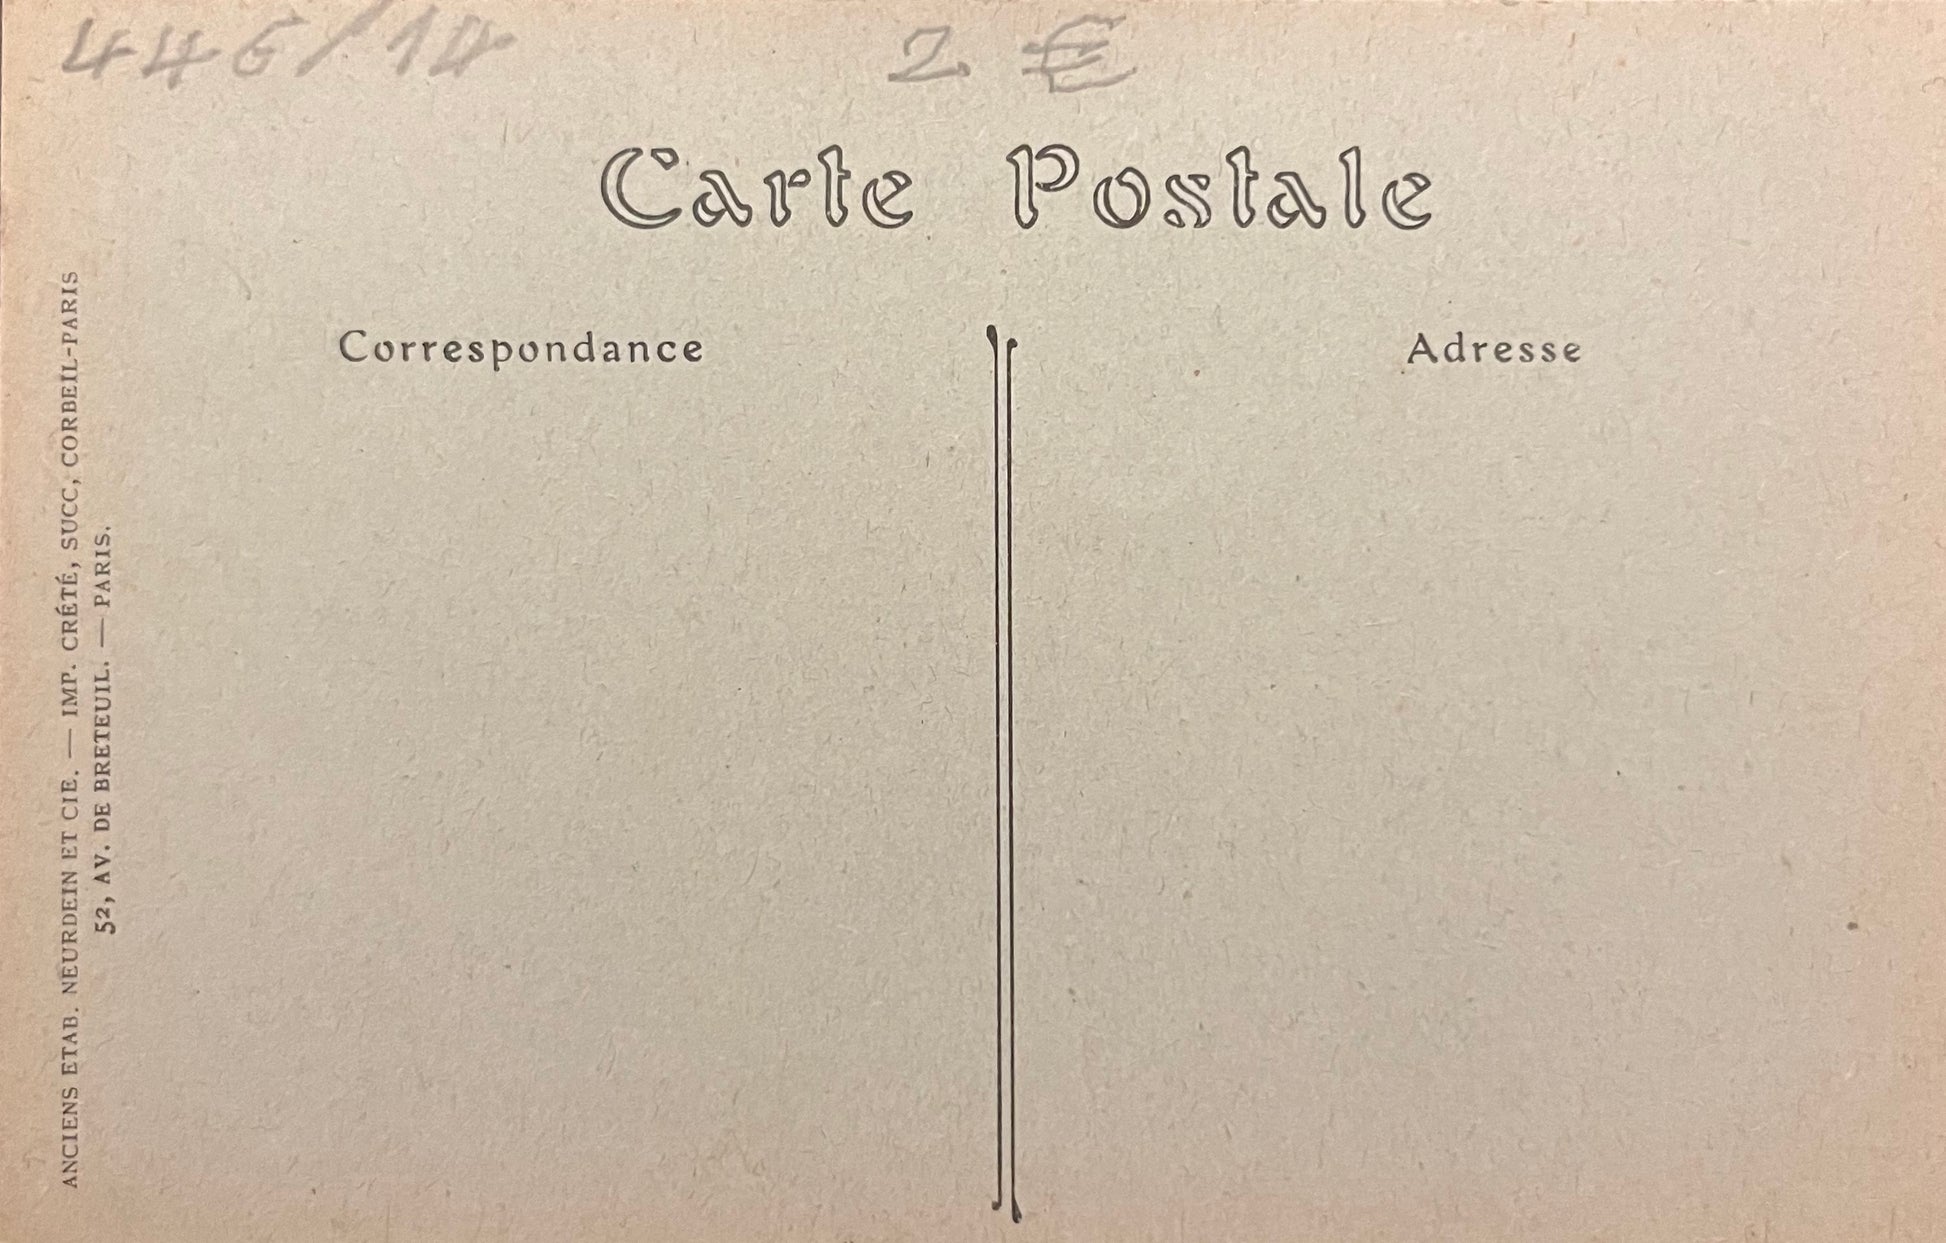 446/14 2 €
Carte Postale
Correspondance
Adresse
ANCIENS ETAB. NEURDEIN ET CIE. — IMP. CRÉTÉ, SUCC, CORBEIL-PARIS
52, AV. DE BRETEUIL. — PARIS.